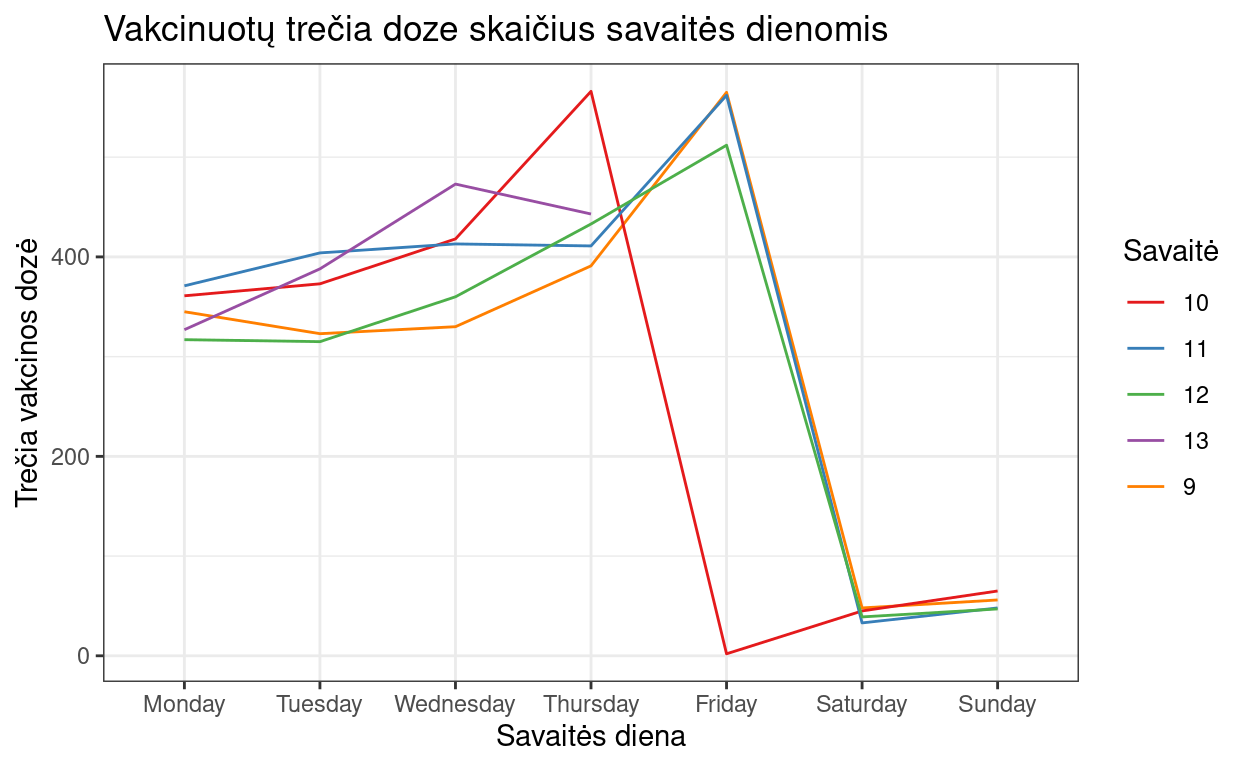 Vakcinuotų trečia doze skaičius savaitės dienomis
Trečia vakcinos dozė
400
200
0
Monday Tuesday Wednesday Thursday Friday Saturday Sunday
Savaitės diena
Savaitė
10
11
12
13
9